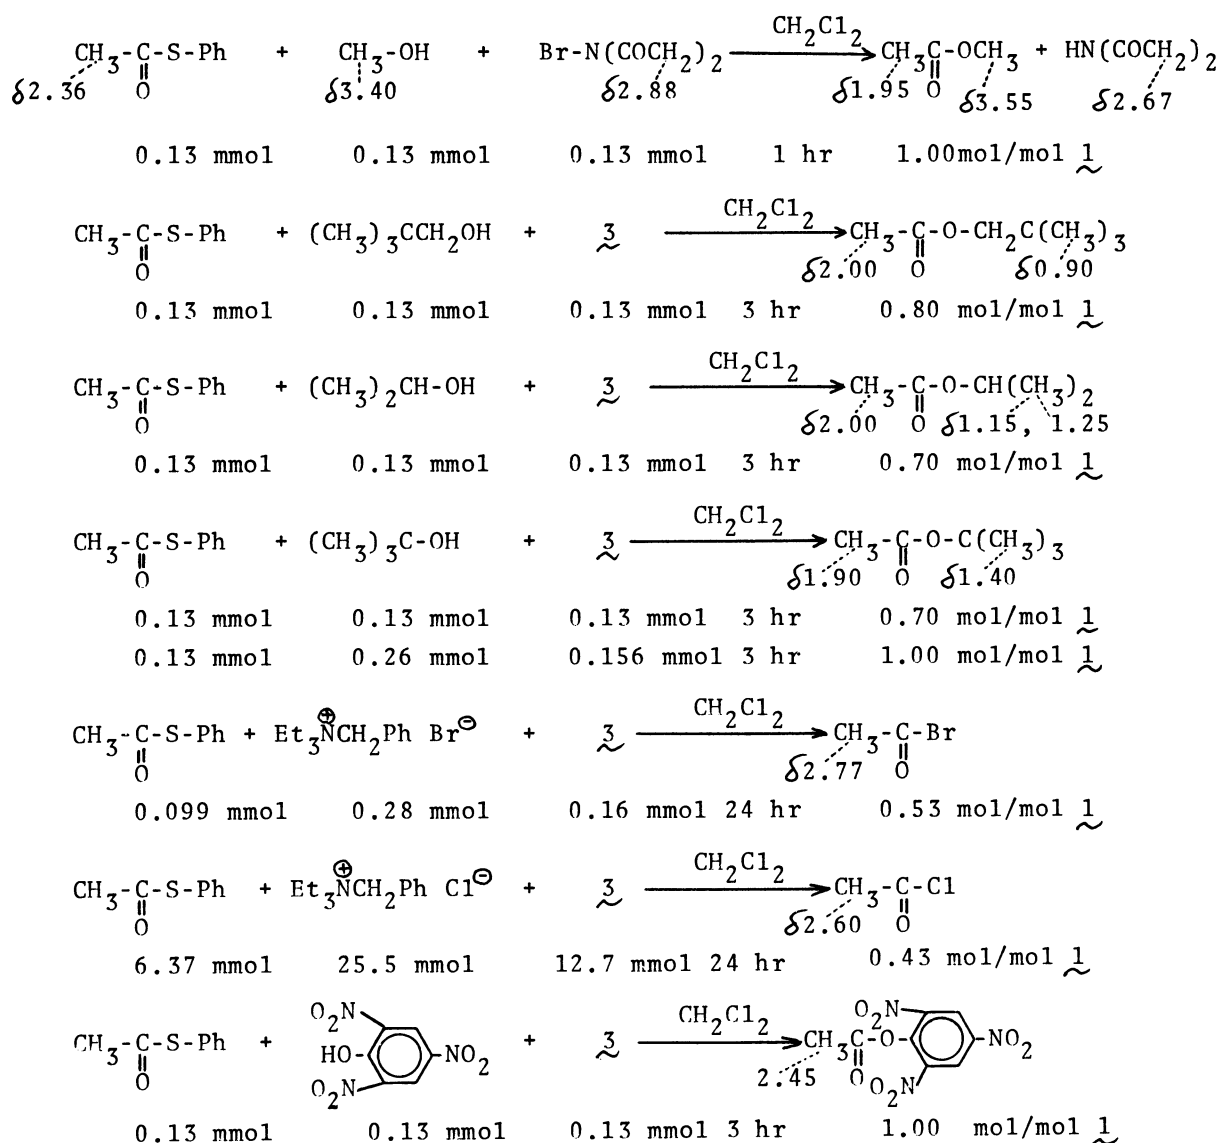 CH3-C-S-Ph + CH3-OH + Br-N(COCH2)2 CH2Cl2 CH3COCH3 + HN(COCH2)2
δ2.36 O δ3.40 δ2.88 δ1.95 O δ3.55 δ2.67
0.13 mmol 0.13 mmol 0.13 mmol 1 hr 1.00mol/mol 1
CH3-C-S-Ph + (CH3)3CCH2OH + 3 CH2Cl2 CH3-C-O-CH2C(CH3)3
O δ2.00 O δ0.90
0.13 mmol 0.13 mmol 0.13 mmol 3 hr 0.80 mol/mol 1
CH3-C-S-Ph + (CH3)2CH-OH + 3 CH2Cl2 CH3-C-O-CH(CH3)2
O δ2.00 O δ1.15, 1.25
0.13 mmol 0.13 mmol 0.13 mmol 3 hr 0.70 mol/mol 1
CH3-C-S-Ph + (CH3)3C-OH + 3 CH2Cl2 CH3-C-O-C(CH3)3
O δ1.90 O δ1.40
0.13 mmol 0.13 mmol 0.13 mmol 3 hr 0.70 mol/mol 1
0.13 mmol 0.26 mmol 0.156 mmol 3 hr 1.00 mol/mol 1
CH3-C-S-Ph + Et3N⊕CH2Ph Br⊖ + 3 CH2Cl2 CH3-C-Br
O δ2.77 O
0.099 mmol 0.28 mmol 0.16 mmol 24 hr 0.53 mol/mol 1
CH3-C-S-Ph + Et3N⊕CH2Ph Cl⊖ + 3 CH2Cl2 CH3-C-Cl
O δ2.60 O
6.37 mmol 25.5 mmol 12.7 mmol 24 hr 0.43 mol/mol 1
O2N O2N
CH3-C-S-Ph + HO NO2 + 3 CH2Cl2 CH3C-O NO2
O O2N 2.45 O O2N
0.13 mmol 0.13 mmol 0.13 mmol 3 hr 1.00 mol/mol 1